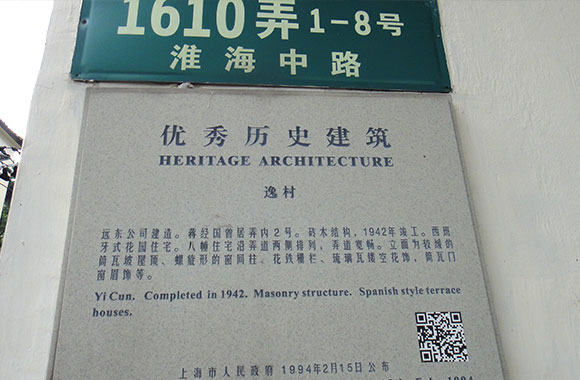 1610弄 1-8号
淮海中路
优秀历史建筑
HERITAGE ARCHITECTURE
逸村
远东公司建造。蒋经国曾居弄内2号。砖木结构，1942年竣工。西班
牙式花园住宅。八幢住宅沿弄道两侧排列，弄道宽畅。立面为较缓的
筒瓦坡屋顶、螺旋形的窗间柱、花铁栅栏、琉璃瓦镂空花饰，筒瓦门
窗眉饰等。
Yi Cun. Completed in 1942. Masonry structure. Spanish style terrace
houses.
上海市人民政府 1994年2月15日公布